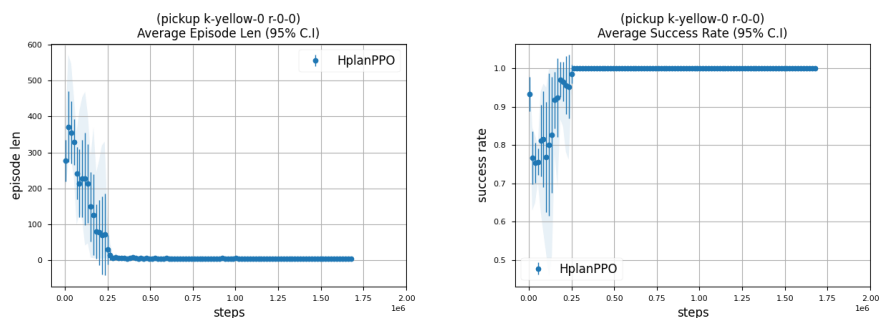 (pickup k-yellow-0 r-0-0)
Average Episode Len (95% C.I)
600
500
400
300
200
100
0
episode len
HplanPPO
0.00 0.25 0.50 0.75 1.00 1.25 1.50 1.75 2.00
1e6
steps
(pickup k-yellow-0 r-0-0)
Average Success Rate (95% C.I)
1.0
0.9
0.8
0.7
0.6
0.5
success rate
HplanPPO
0.00 0.25 0.50 0.75 1.00 1.25 1.50 1.75 2.00
1e6
steps